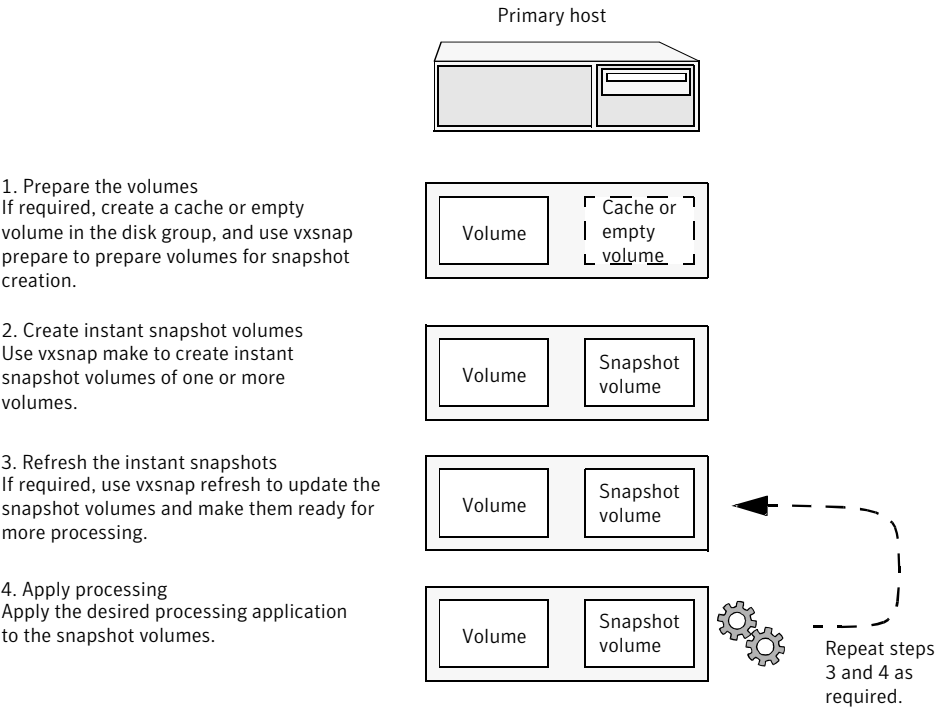 Primary host
1. Prepare the volumes
If required, create a cache or empty
volume in the disk group, and use vxsnap
prepare to prepare volumes for snapshot
creation.
Volume
Cache or
empty
volume
2. Create instant snapshot volumes
Use vxsnap make to create instant
snapshot volumes of one or more
volumes.
Volume
Snapshot
volume
3. Refresh the instant snapshots
If required, use vxsnap refresh to update the
snapshot volumes and make them ready for
more processing.
Volume
Snapshot
volume
4. Apply processing
Apply the desired processing application
to the snapshot volumes.
Volume
Snapshot
volume
Repeat steps
3 and 4 as
required.